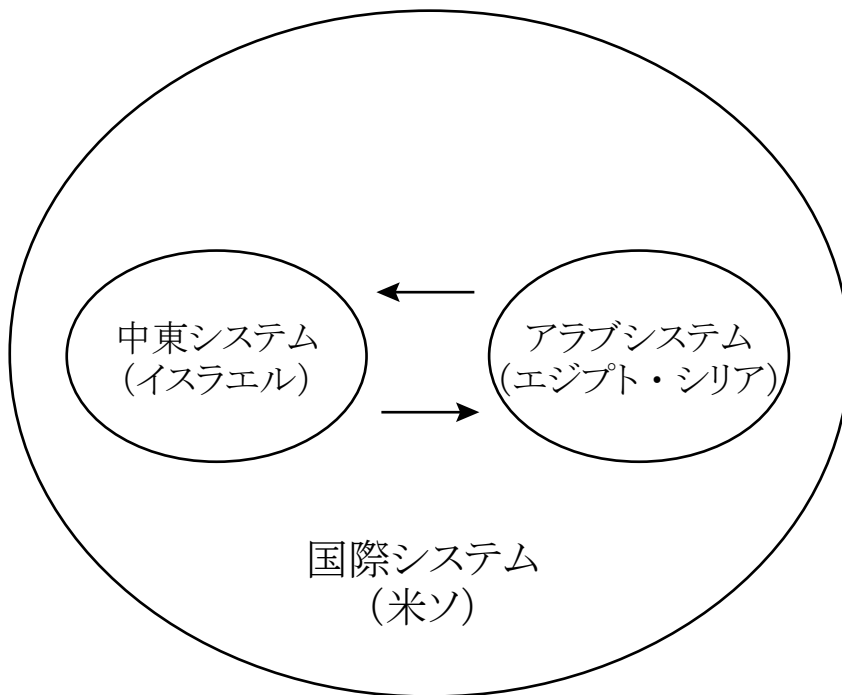 中東システム
(イスラエル)
アラブシステム
(エジプト・シリア)
国際システム
(米ソ)